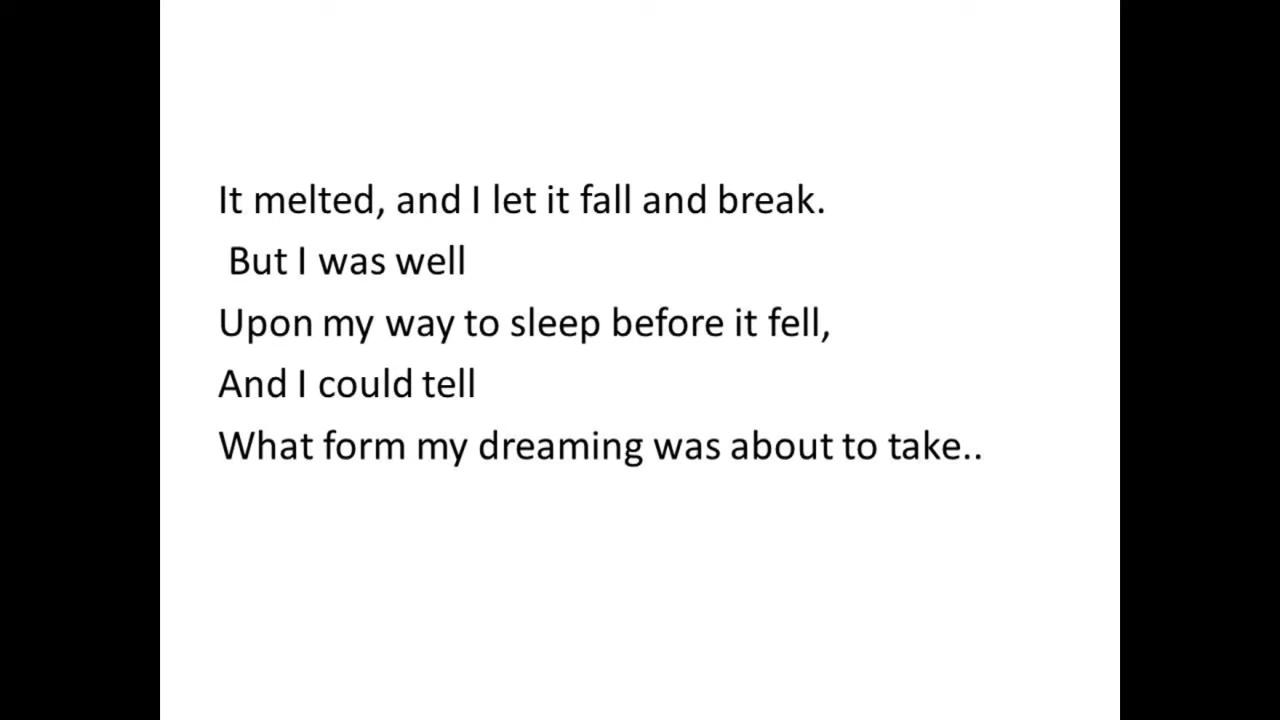 It melted, and I let it fall and break.
But I was well
Upon my way to sleep before it fell,
And I could tell
What form my dreaming was about to take..